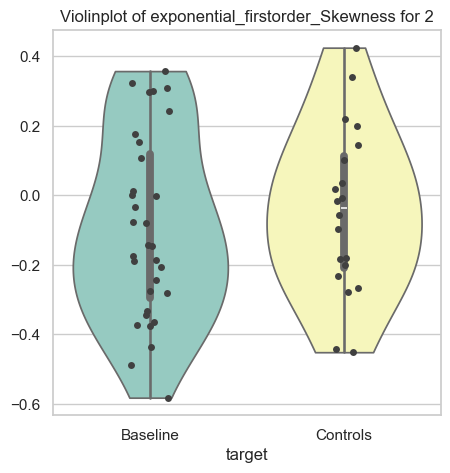 Violinplot of exponential_firstorder_Skewness for 2
0.4
0.2
0.0
−0.2
−0.4
−0.6
Baseline
Controls
target